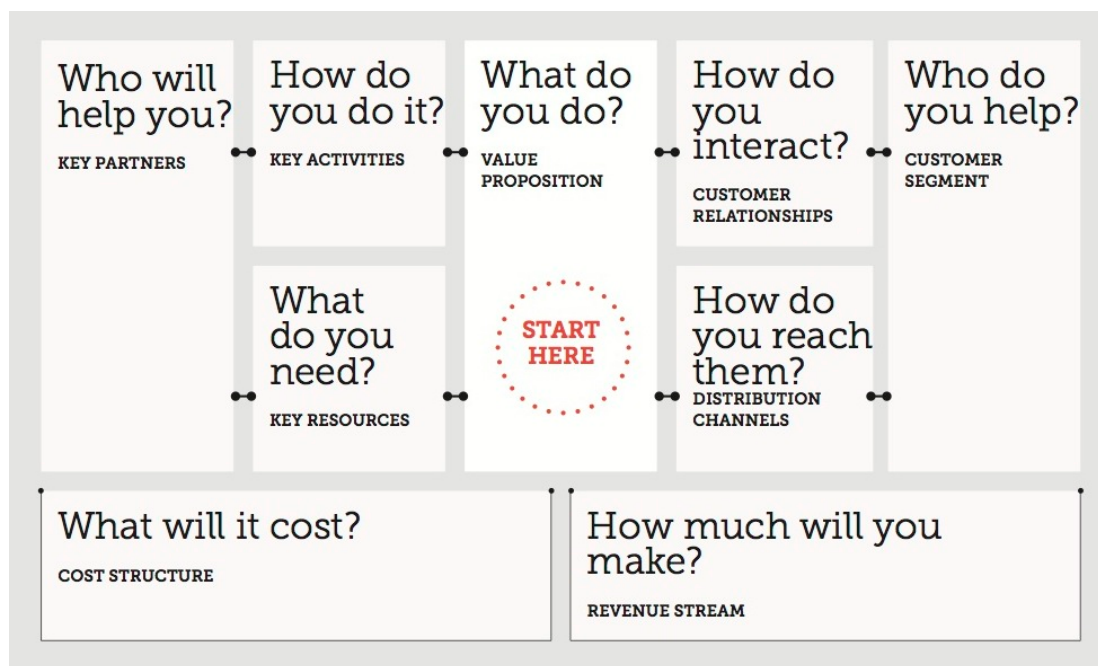 Who will
help you?
KEY PARTNERS
How do
you do it?
KEY ACTIVITIES
What
do you
need?
KEY RESOURCES
What do
you do?
VALUE
PROPOSITION
START
HERE
How do
you
interact?
CUSTOMER
RELATIONSHIPS
How do
you reach
them?
DISTRIBUTION
CHANNELS
Who do
you help?
CUSTOMER
SEGMENT
What will it cost?
COST STRUCTURE
How much will you
make?
REVENUE STREAM